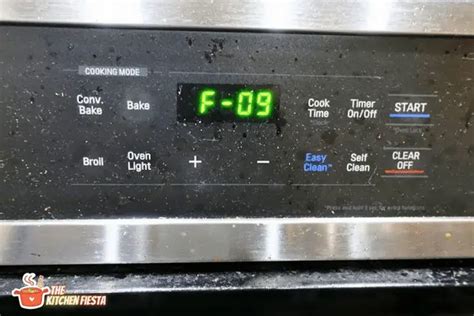 COOKING MODE
Conv.
Bake
Bake
F-09
Cook
Time
Timer
On/Off
START
Broil
Oven
Light
+
−
Easy
Clean™
Self
Clean
CLEAR
OFF
THE
KITCHEN FIESTA